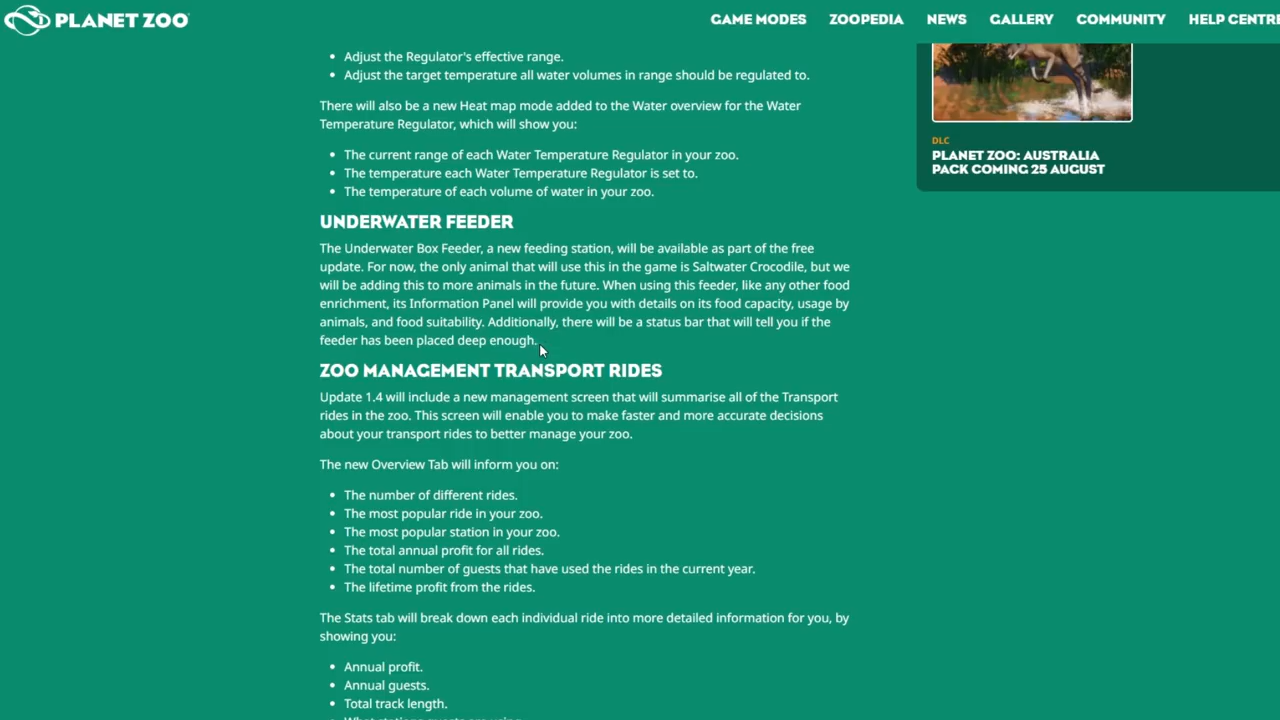 PLANET ZOO
GAME MODES ZOOPEDIA NEWS GALLERY COMMUNITY HELP CENTRE
• Adjust the Regulator's effective range.
• Adjust the target temperature all water volumes in range should be regulated to.
There will also be a new Heat map mode added to the Water overview for the Water
Temperature Regulator, which will show you:
• The current range of each Water Temperature Regulator in your zoo.
• The temperature each Water Temperature Regulator is set to.
• The temperature of each volume of water in your zoo.
UNDERWATER FEEDER
The Underwater Box Feeder, a new feeding station, will be available as part of the free
update. For now, the only animal that will use this in the game is Saltwater Crocodile, but we
will be adding this to more animals in the future. When using this feeder, like any other food
enrichment, its Information Panel will provide you with details on its food capacity, usage by
animals, and food suitability. Additionally, there will be a status bar that will tell you if the
feeder has been placed deep enough.
ZOO MANAGEMENT TRANSPORT RIDES
Update 1.4 will include a new management screen that will summarise all of the Transport
rides in the zoo. This screen will enable you to make faster and more accurate decisions
about your transport rides to better manage your zoo.
The new Overview Tab will inform you on:
• The number of different rides.
• The most popular ride in your zoo.
• The most popular station in your zoo.
• The total annual profit for all rides.
• The total number of guests that have used the rides in the current year.
• The lifetime profit from the rides.
The Stats tab will break down each individual ride into more detailed information for you, by
showing you:
• Annual profit.
• Annual guests.
• Total track length.
DLC
PLANET ZOO: AUSTRALIA
PACK COMING 25 AUGUST